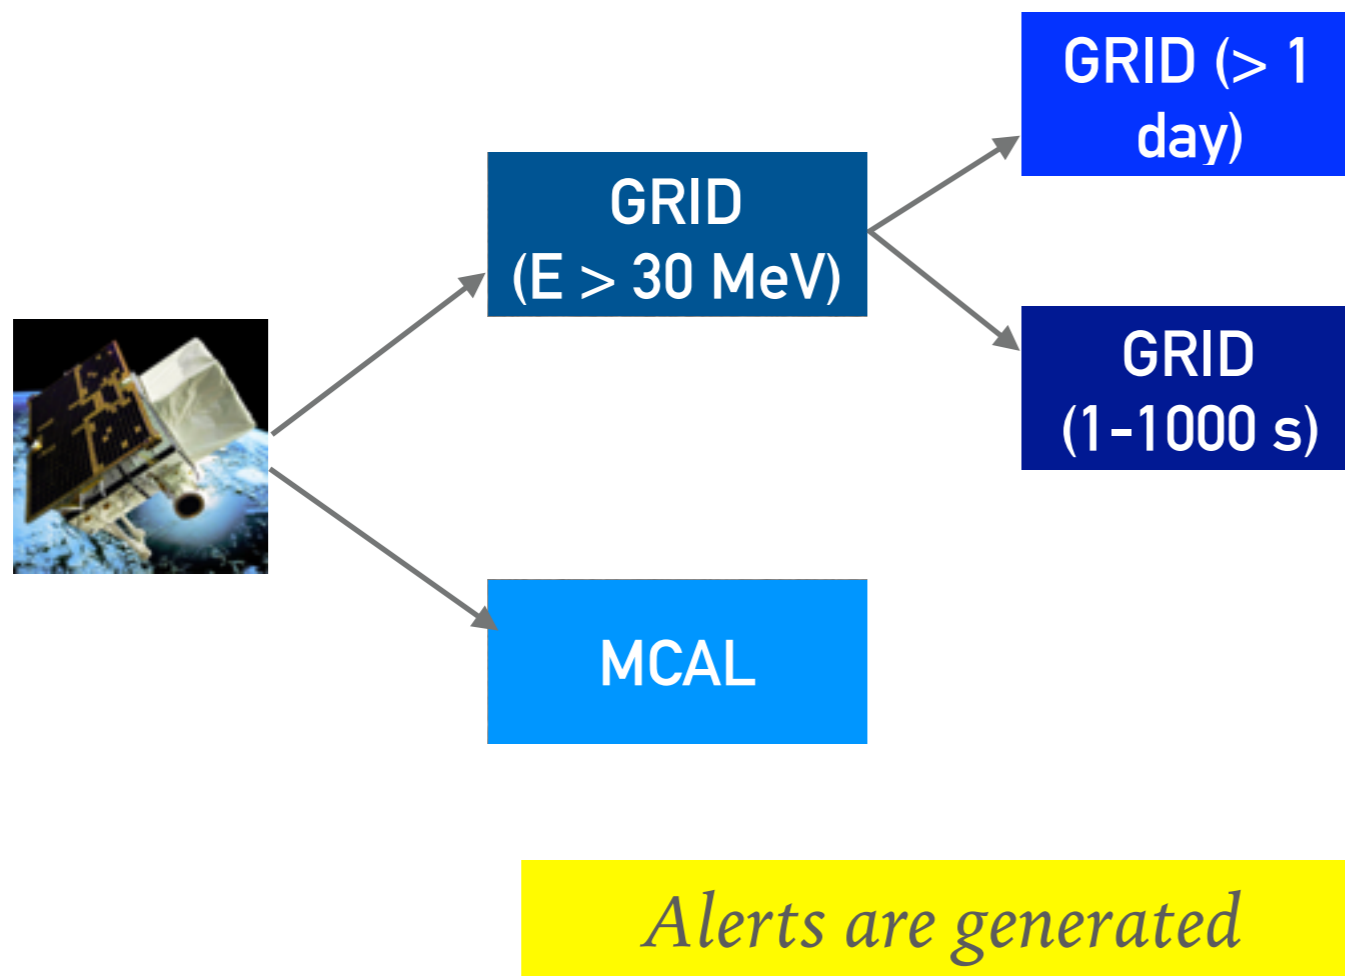 GRID (> 1
day)
GRID
(E > 30 MeV)
GRID
(1-1000 s)
MCAL
Alerts are generated